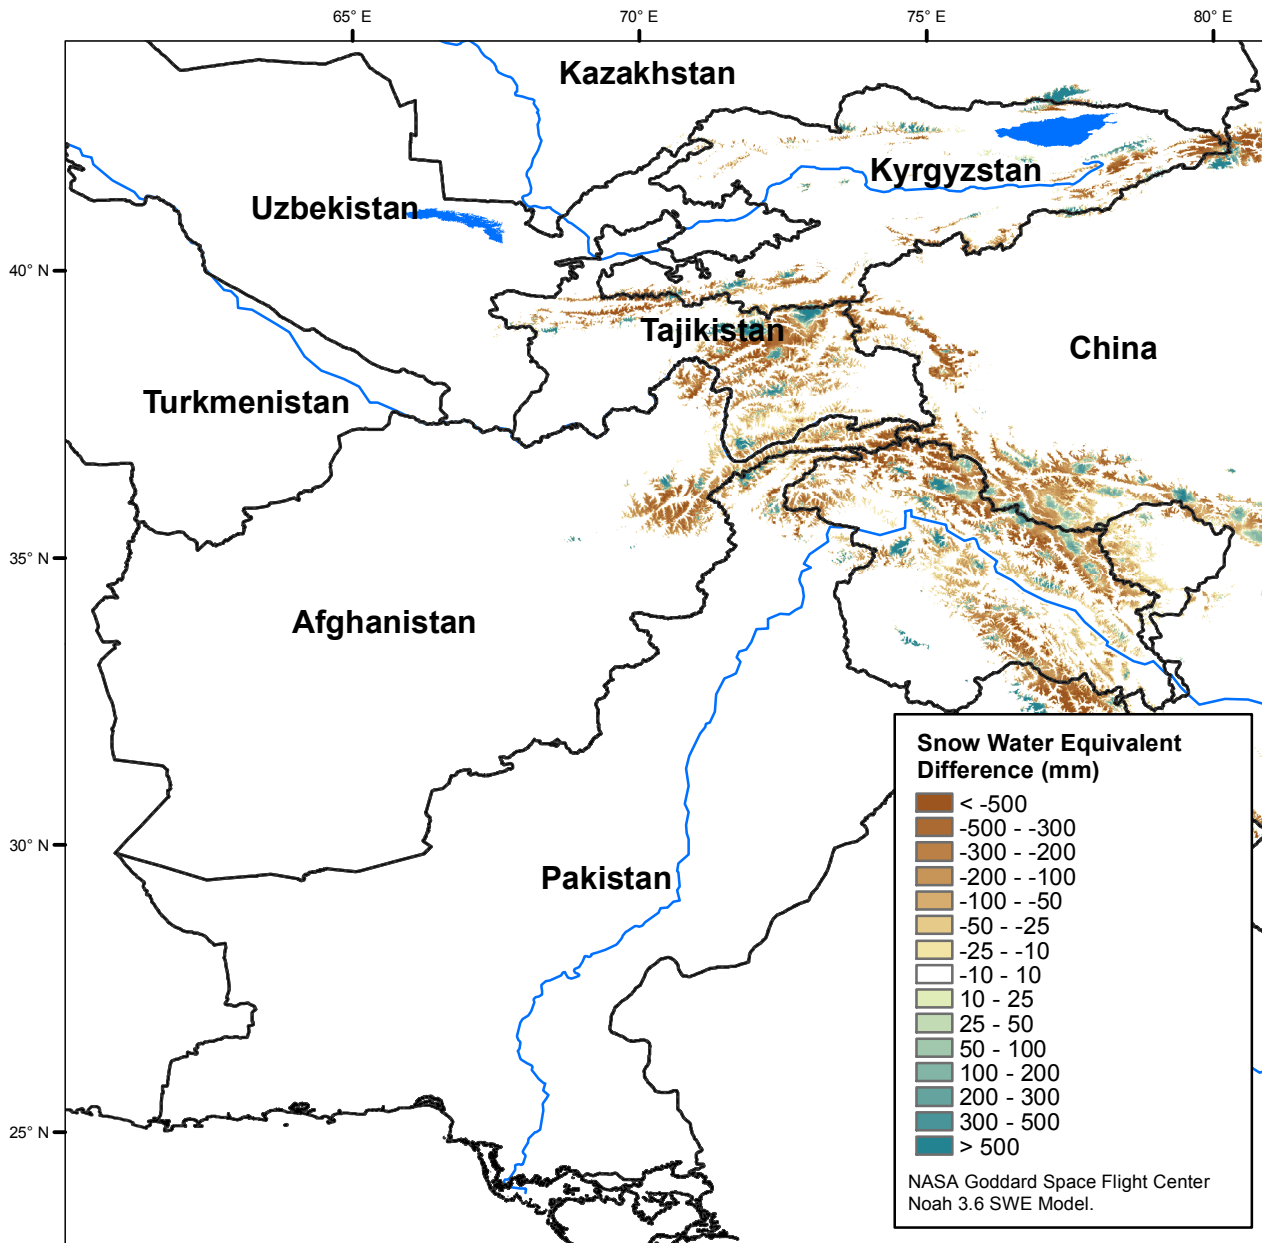 65° E
70° E
75° E
80° E
Kazakhstan
Kyrgyzstan
Uzbekistan
40° N
Tajikistan
China
Turkmenistan
35° N
Afghanistan
30° N
Pakistan
25° N
Snow Water Equivalent
Difference (mm)
< -500
-500 - -300
-300 - -200
-200 - -100
-100 - -50
-50 - -25
-25 - -10
-10 - 10
10 - 25
25 - 50
50 - 100
100 - 200
200 - 300
300 - 500
> 500
NASA Goddard Space Flight Center
Noah 3.6 SWE Model.